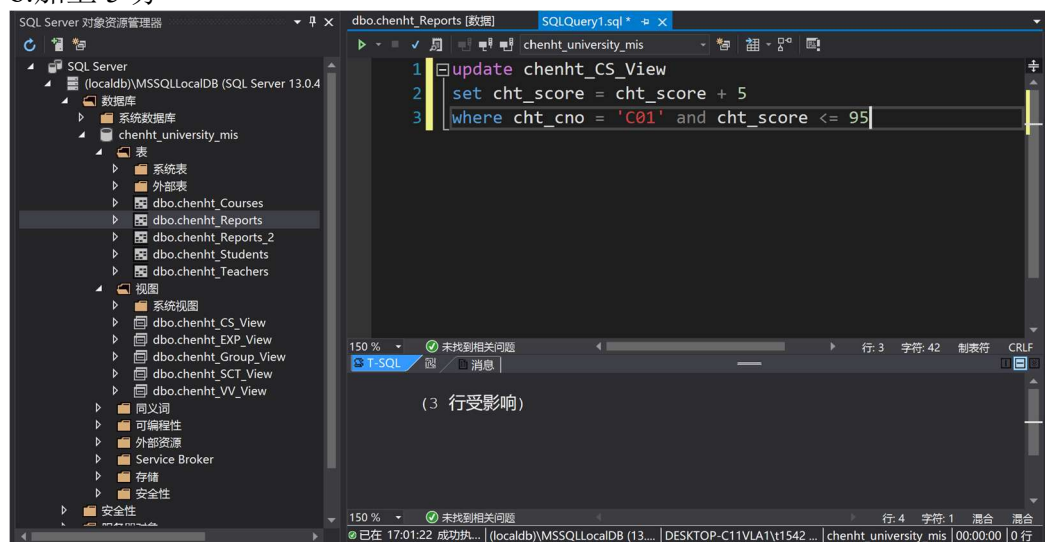 SQL Server 对象资源管理器
dbo.chenht_Reports [数据]
SQLQuery1.sql*
chenht_university_mis
SQL Server
(localdb)\MSSQLLocalDB (SQL Server 13.0.4
数据库
系统数据库
chenht_university_mis
表
系统表
外部表
dbo.chenht_Courses
dbo.chenht_Reports
dbo.chenht_Reports_2
dbo.chenht_Students
dbo.chenht_Teachers
视图
系统视图
dbo.chenht_CS_View
dbo.chenht_EXP_View
dbo.chenht_Group_View
dbo.chenht_SCT_View
dbo.chenht_VV_View
同义词
可编程性
外部资源
Service Broker
存储
安全性
安全性
1 update chenht_CS_View
2 set cht_score = cht_score + 5
3 where cht_cno = 'C01' and cht_score <= 95
150 % 未找到相关问题 行: 3 字符: 42 制表符 CRLF
T-SQL 消息
(3 行受影响)
150 % 未找到相关问题 行: 4 字符: 1 混合 混合
已在 17:01:22 成功执... (localdb)\MSSQLLocalDB (13.... DESKTOP-C11VLA1\t1542 ... chenht_university_mis 00:00:00 0 行